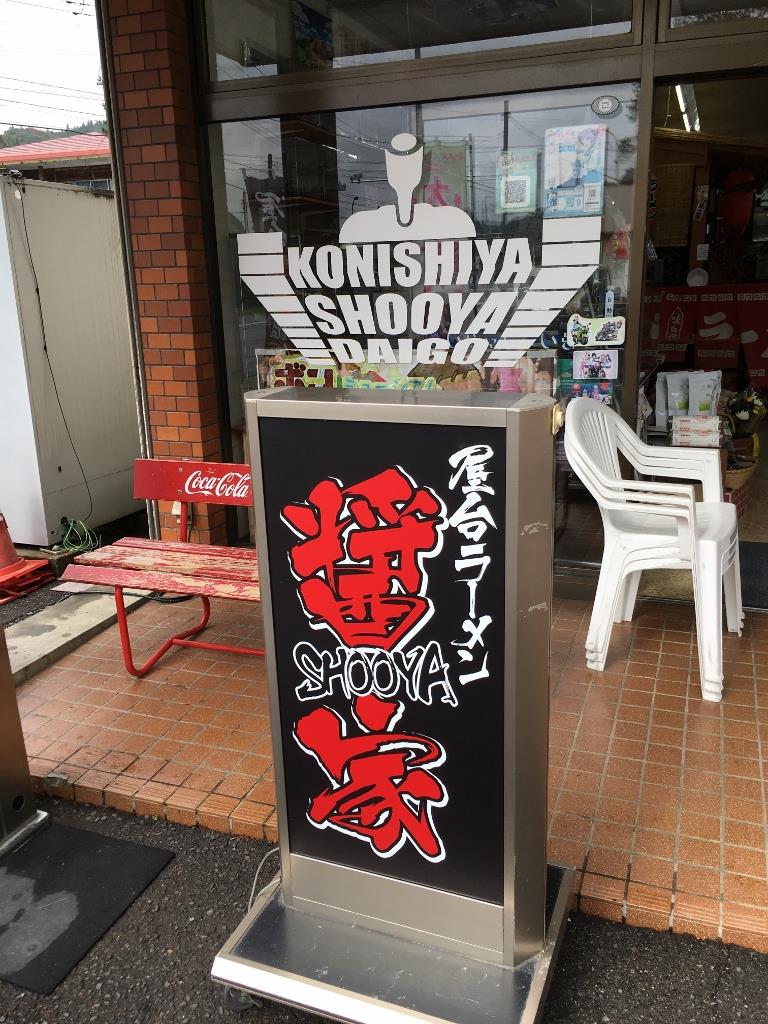 KONISHIYA
SHOOYA
DAIGO
Coca-Cola
屋台ラーメン
醤
SHOOYA
家